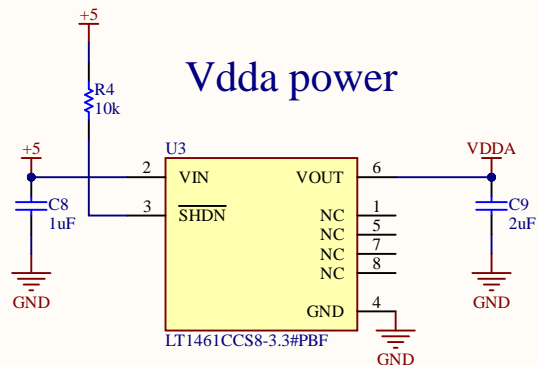 +5
R4
10k
Vdda power
U3
+5
2
VIN
VOUT
6
VDDA
C8
1uF
3
SHDN
NC
1
NC
5
NC
7
NC
8
C9
2uF
GND
GND
4
GND
LT1461CCS8-3.3#PBF
GND